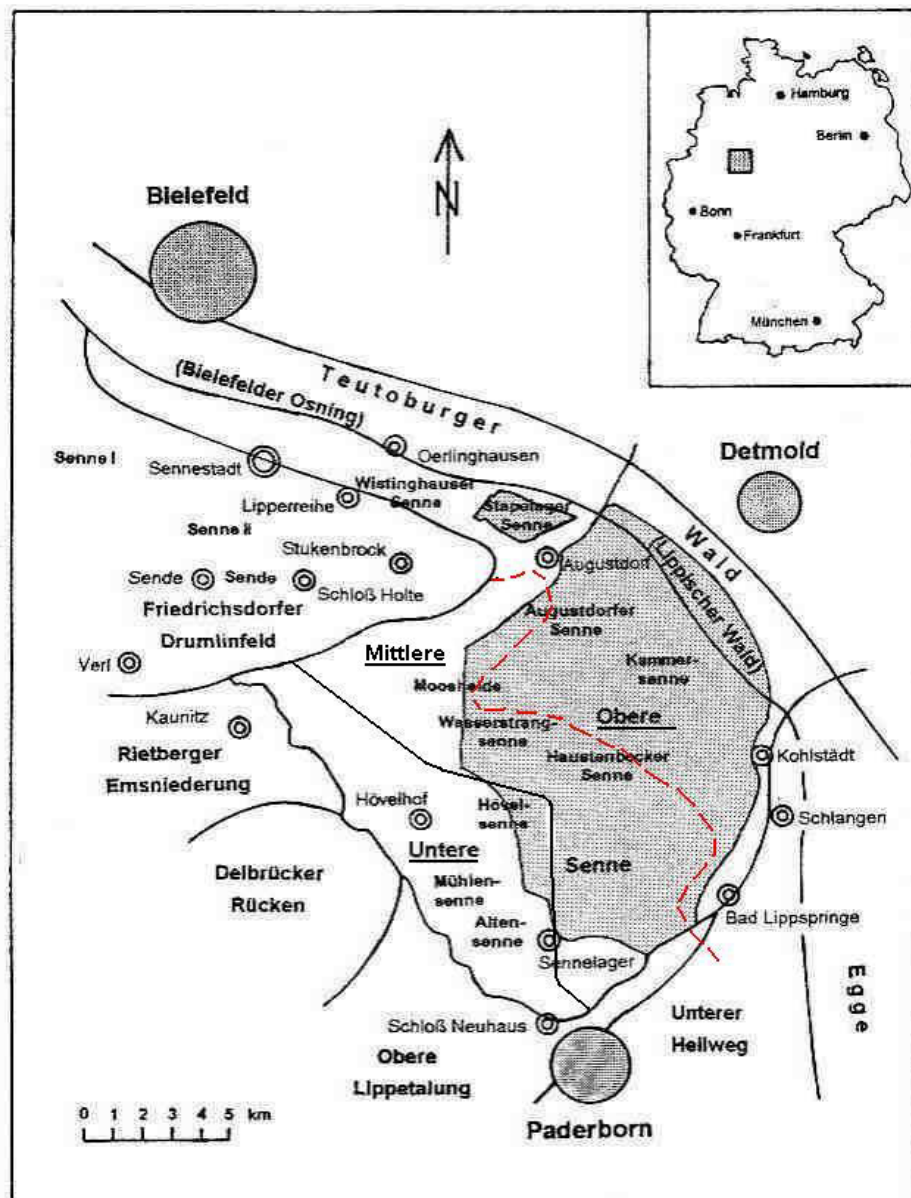 Hamburg
Berlin
Bonn
Frankfurt
München
N
Bielefeld
Teutoburger
Wald
(Bielefelder Osning)
Detmold
Senne I
Sennestadt
Oerlinghausen
Wistinghauser
Senne
Lipperreihe
Stapelager
Senne
Senne II
Stukenbrock
Augustdorf
(Lippischer Wald)
Sende
Sende
Schloß Holte
Friedrichsdorfer
Drumlinfeld
Augustdorfer
Senne
Verl
Mittlere
Kammer-
senne
Moosheide
Obere
Kaunitz
Wasserstrang-
senne
Rietberger
Emsniederung
Haustenbecker
Senne
Kohlstädt
Hövelhof
Hövel-
senne
Schlangen
Untere
Senne
Delbrücker
Rücken
Mühlen-
senne
Bad Lippspringe
Alten-
senne
Sennelager
Egge
Schloß Neuhaus
Unterer
Hellweg
Obere
Lippetalung
0 1 2 3 4 5 km
Paderborn